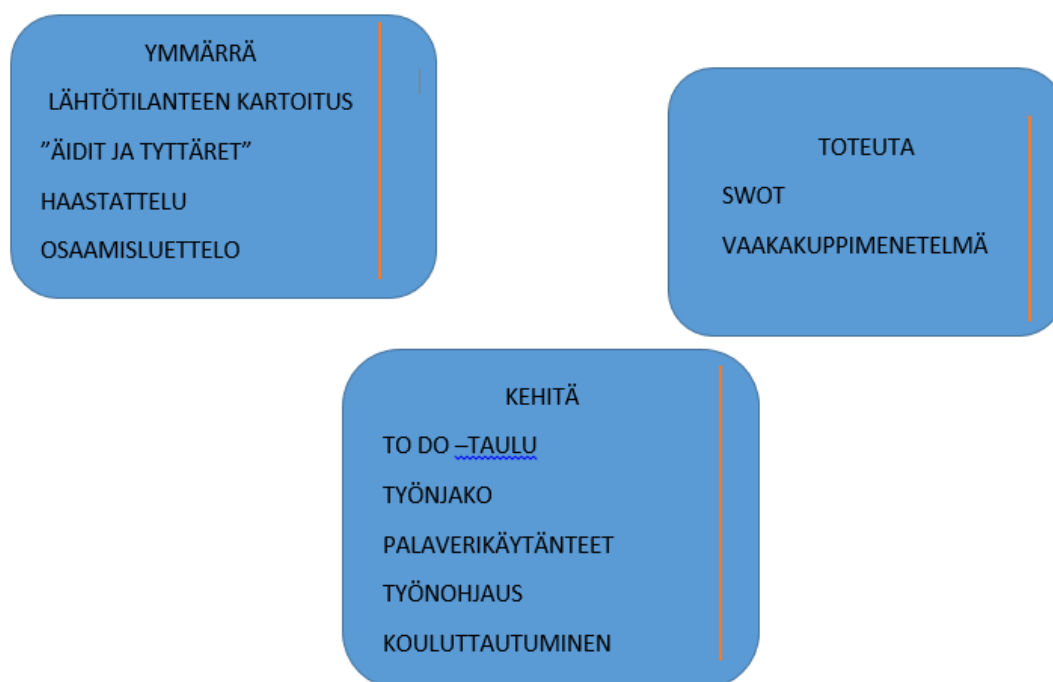 YMMÄRRÄ
LÄHTÖTILANTEEN KARTOITUS
”ÄIDIT JA TYTTÄRET”
HAASTATTELU
OSAAMISLUETTELO
TOTEUTA
SWOT
VAAKAKUPPIMENETELMÄ
KEHITÄ
TO DO –TAULU
TYÖNJAKO
PALAVERIKÄYTÄNTEET
TYÖNOHJAUS
KOULUTTAUTUMINEN